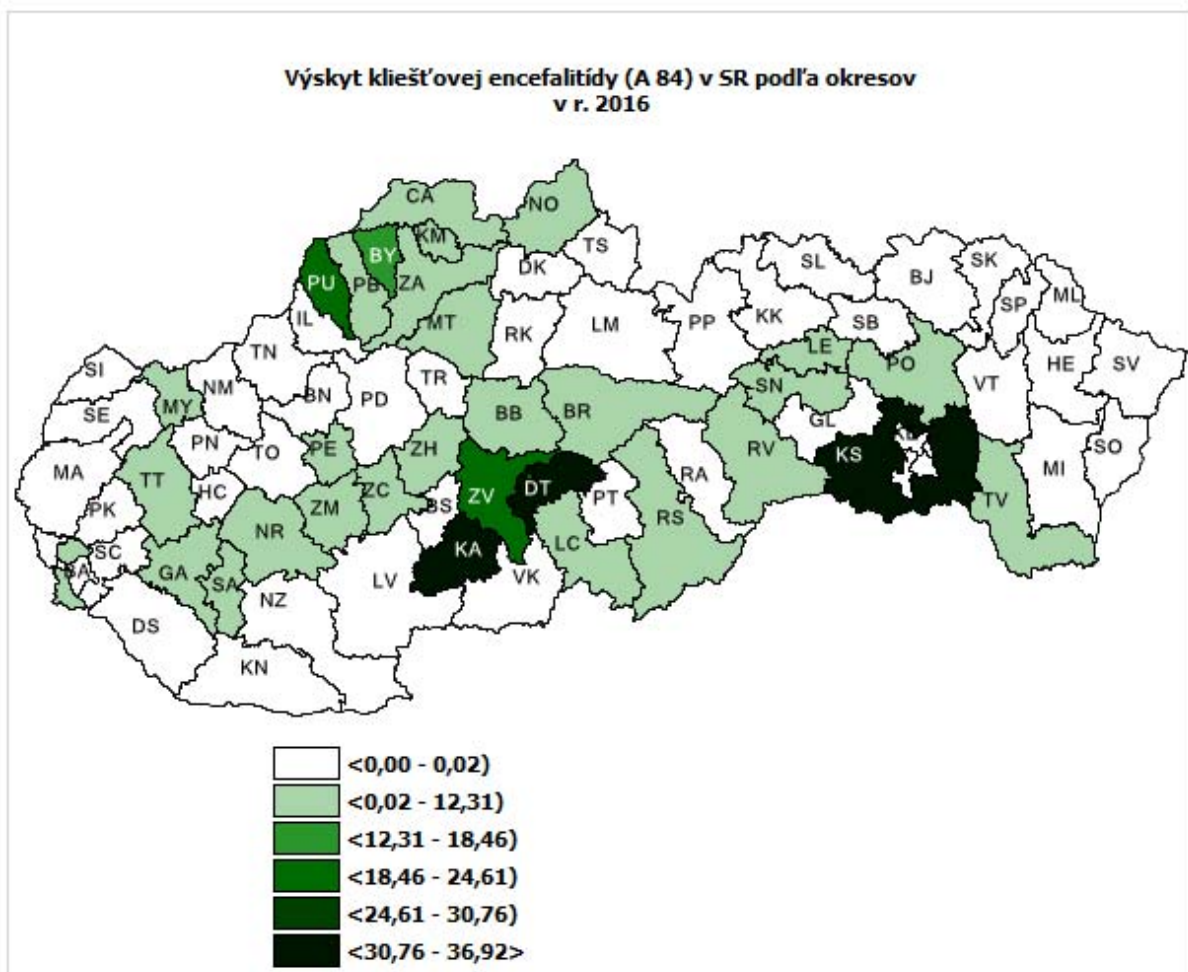 Výskyt kliešťovej encefalitídy (A 84) v SR podľa okresov
v r. 2016
CA
NO
KM
TS
BY
DK
SL
SK
BJ
PU
PB
ZA
SP
ML
IL
MT
RK
LM
PP
KK
SB
TN
LE
PO
HE
SV
SI
NM
BN
TR
PD
VT
MY
SN
SE
BB
BR
PN
PE
ZH
GL
SO
TO
RV
KS
MA
RA
MI
TT
HC
ZC
DT
PT
PK
ZM
BS
ZV
RS
TV
NR
KA
LC
SC
BA
GA
SA
LV
VK
NZ
DS
KN
<0,00 - 0,02)
<0,02 - 12,31)
<12,31 - 18,46)
<18,46 - 24,61)
<24,61 - 30,76)
<30,76 - 36,92>